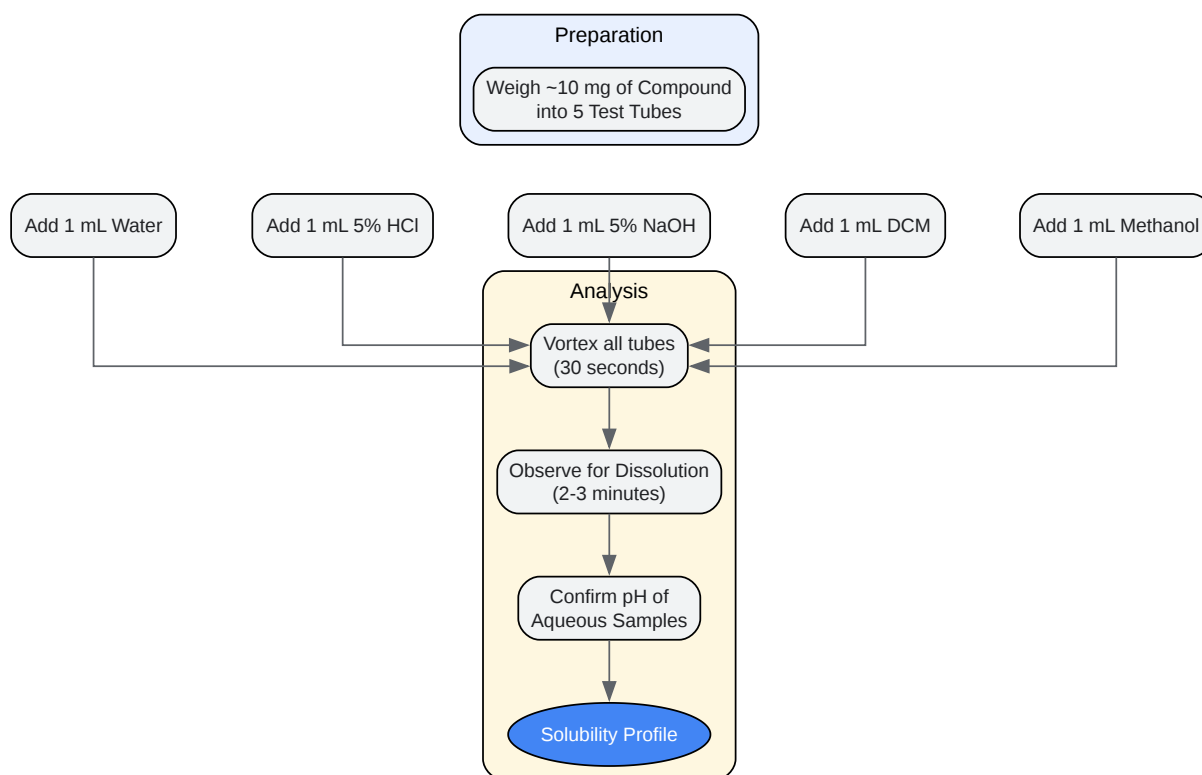 Preparation
Weigh ~10 mg of Compound
into 5 Test Tubes
Add 1 mL Water
Add 1 mL 5% HCl
Add 1 mL 5% NaOH
Add 1 mL DCM
Add 1 mL Methanol
Analysis
Vortex all tubes
(30 seconds)
Observe for Dissolution
(2-3 minutes)
Confirm pH of
Aqueous Samples
Solubility Profile